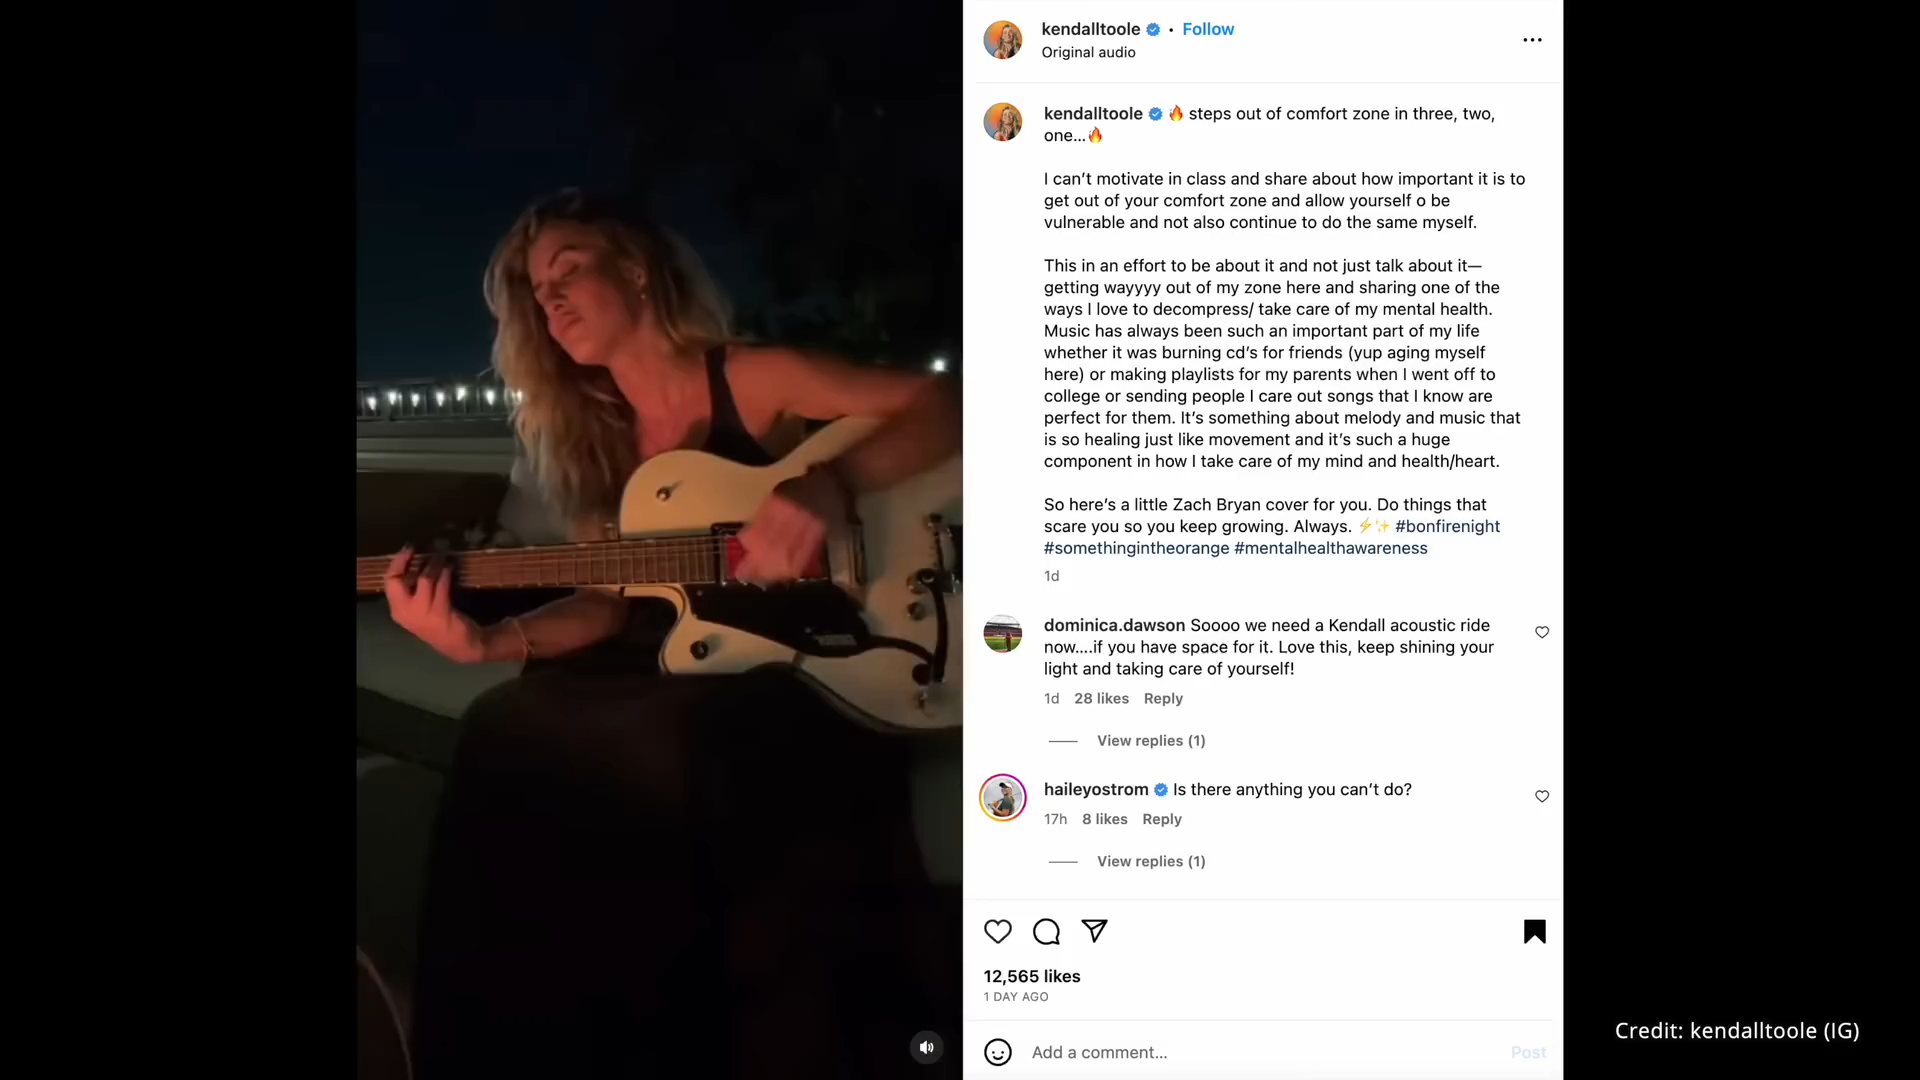 kendalltoole • Follow
Original audio
kendalltoole 🔥 steps out of comfort zone in three, two,
one...🔥
I can't motivate in class and share about how important it is to
get out of your comfort zone and allow yourself o be
vulnerable and not also continue to do the same myself.
This in an effort to be about it and not just talk about it—
getting wayyyy out of my zone here and sharing one of the
ways I love to decompress/ take care of my mental health.
Music has always been such an important part of my life
whether it was burning cd's for friends (yup aging myself
here) or making playlists for my parents when I went off to
college or sending people I care out songs that I know are
perfect for them. It's something about melody and music that
is so healing just like movement and it's such a huge
component in how I take care of my mind and health/heart.
So here's a little Zach Bryan cover for you. Do things that
scare you so you keep growing. Always. ⚡✨ #bonfirenight
#somethingintheorange #mentalhealthawareness
1d
dominica.dawson Soooo we need a Kendall acoustic ride
now....if you have space for it. Love this, keep shining your
light and taking care of yourself!
1d 28 likes Reply
View replies (1)
haileyostrom Is there anything you can't do?
17h 8 likes Reply
View replies (1)
12,565 likes
1 DAY AGO
Add a comment...
Post
Credit: kendalltoole (IG)